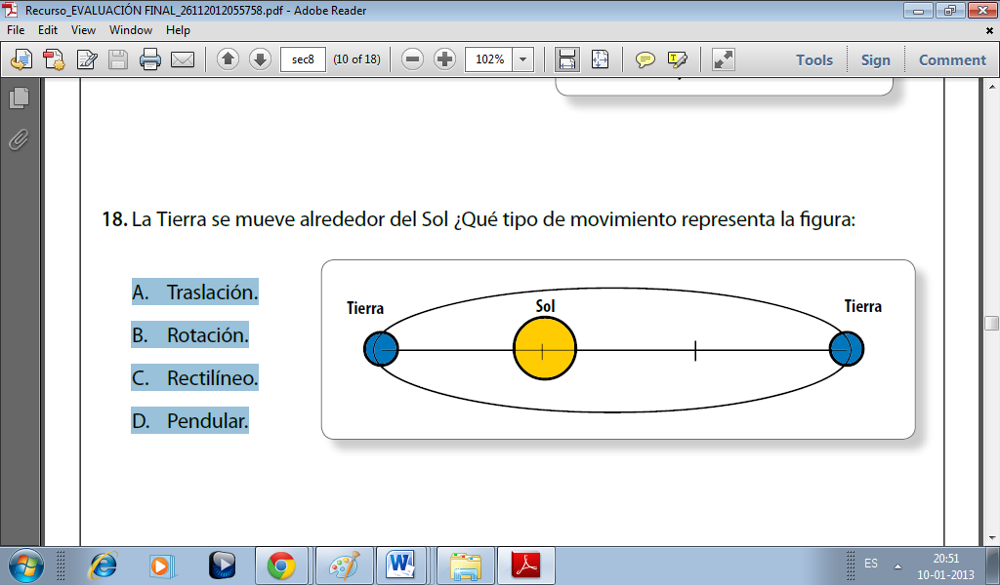 Recurso_EVALUACIÓN FINAL_26112012055758.pdf - Adobe Reader
File Edit View Window Help
sec8 (10 of 18) 102% Tools Sign Comment
18. La Tierra se mueve alrededor del Sol ¿Qué tipo de movimiento representa la figura:
A. Traslación.
B. Rotación.
C. Rectilíneo.
D. Pendular.
Tierra Sol Tierra
ES 20:51
10-01-2013